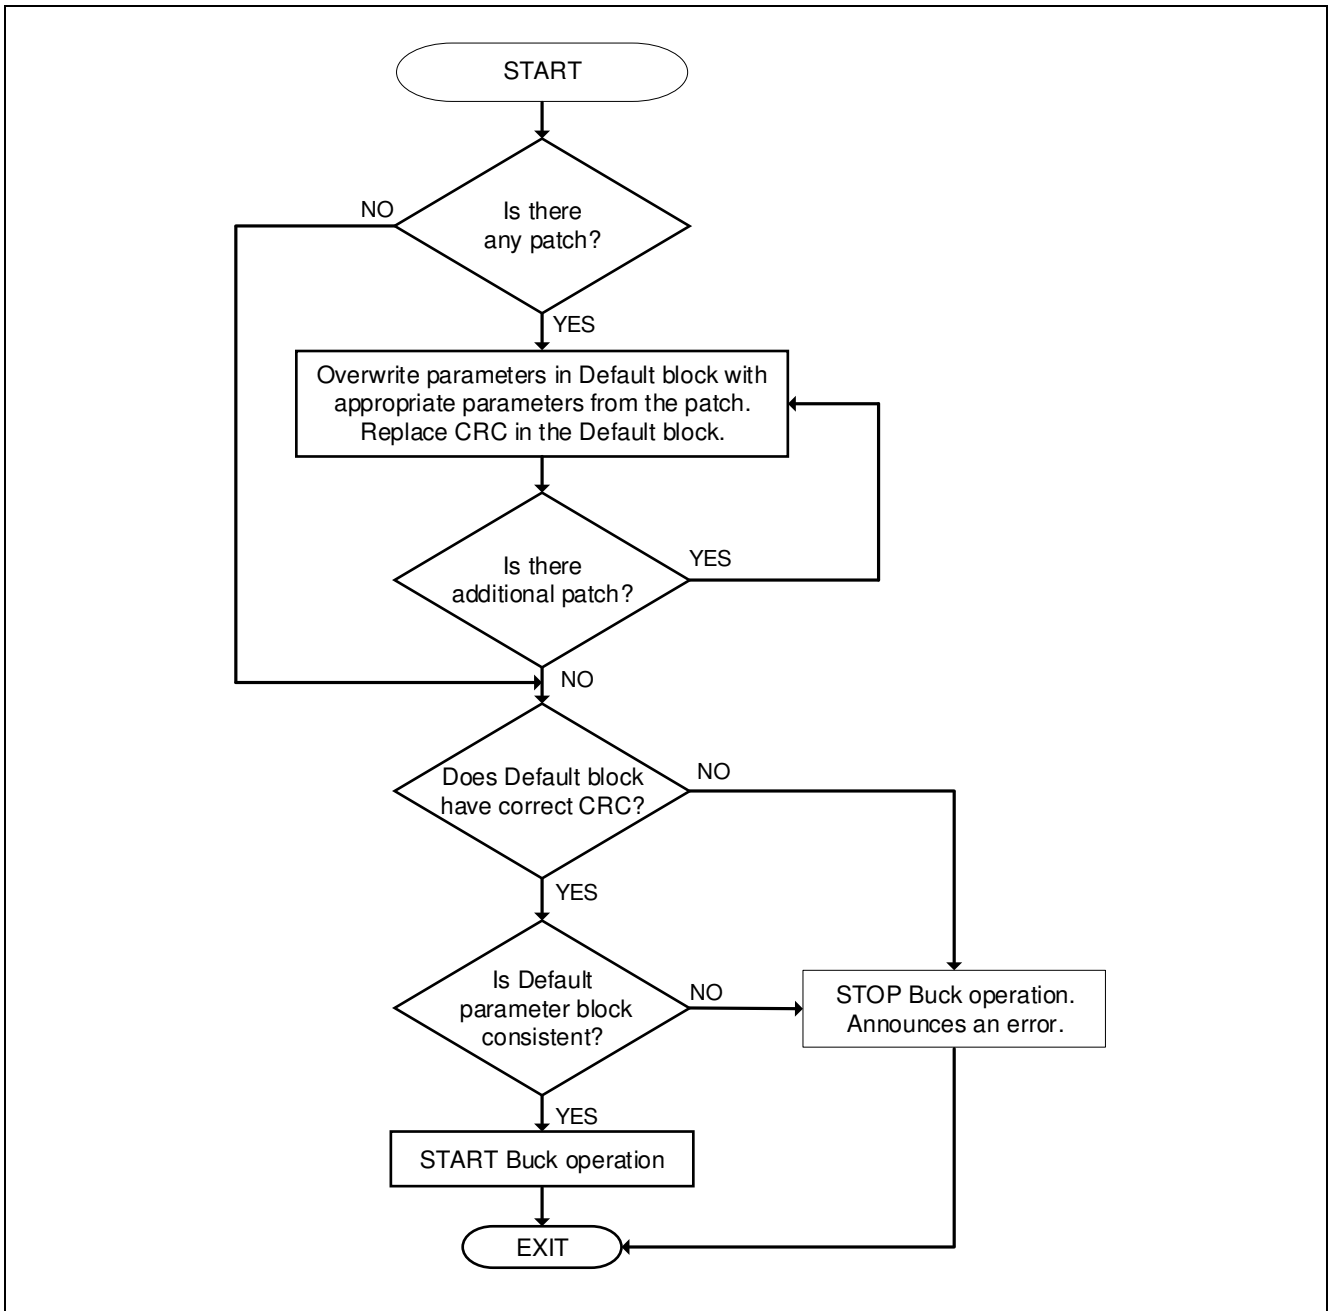 START
NO
Is there
any patch?
YES
Overwrite parameters in Default block with
appropriate parameters from the patch.
Replace CRC in the Default block.
Is there
additional patch?
YES
NO
Does Default block
have correct CRC?
NO
YES
Is Default
parameter block
consistent?
NO
STOP Buck operation.
Announces an error.
YES
START Buck operation
EXIT